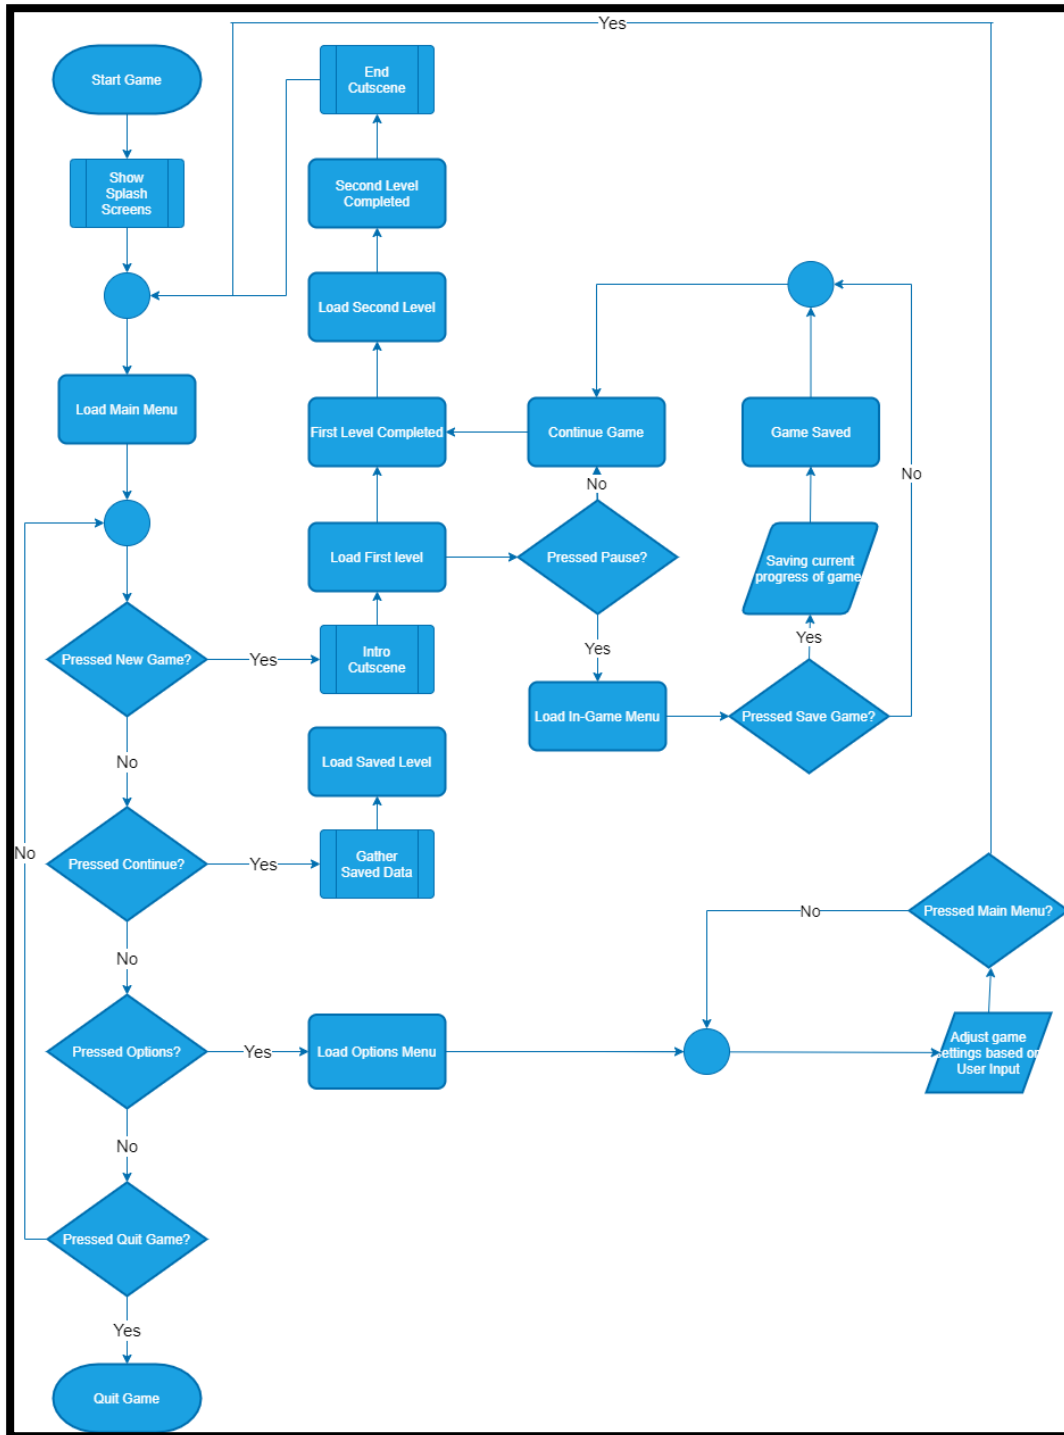 Yes
Start Game
End
Cutscene
Show
Splash
Screens
Second Level
Completed
Load Second Level
Load Main Menu
First Level Completed
Continue Game
Game Saved
No
No
Load First level
Pressed Pause?
Saving current
progress of game
Yes
Yes
Pressed New Game?
Yes
Intro
Cutscene
Load In-Game Menu
Pressed Save Game?
No
Load Saved Level
No
Pressed Continue?
Yes
Gather
Saved Data
No
Pressed Main Menu?
No
Pressed Options?
Yes
Load Options Menu
Adjust game
settings based on
User Input
No
Pressed Quit Game?
Yes
Quit Game